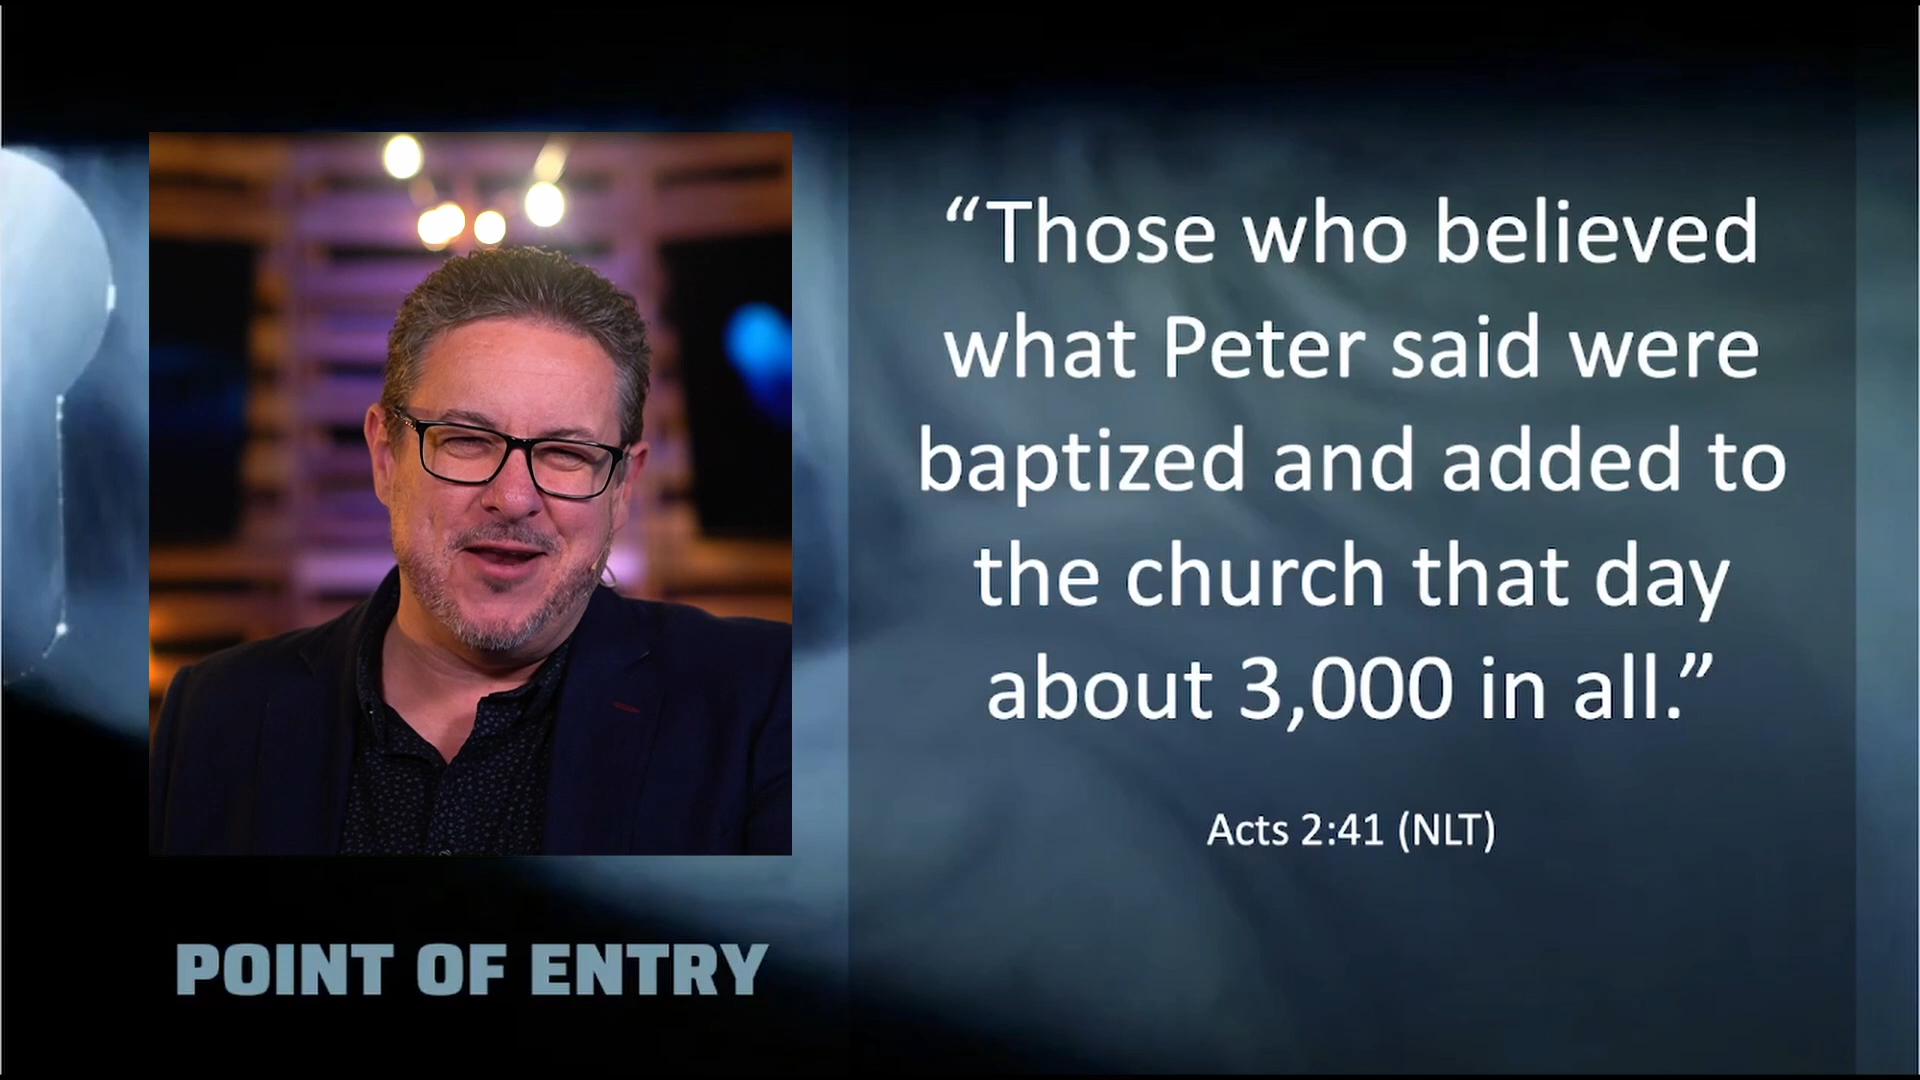 “Those who believed
what Peter said were
baptized and added to
the church that day
about 3,000 in all.”
Acts 2:41 (NLT)
POINT OF ENTRY